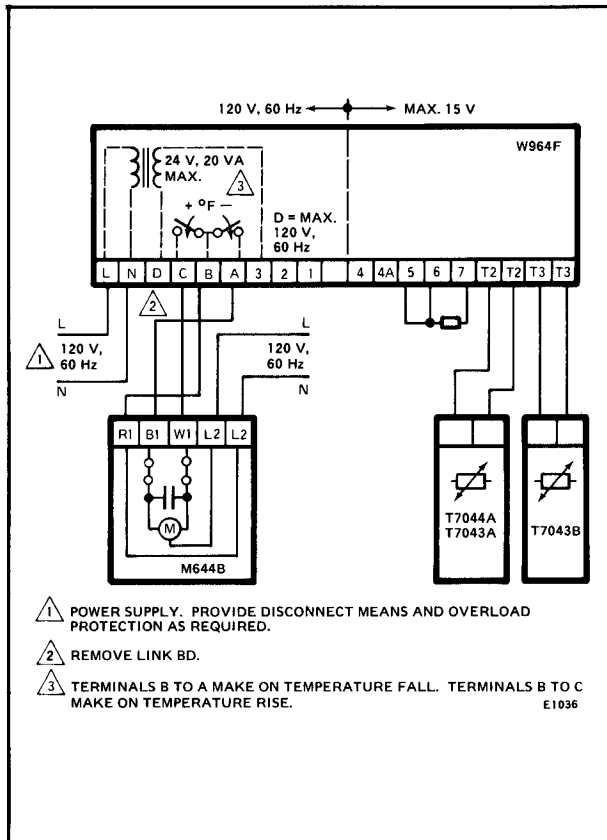 120 V, 60 Hz MAX. 15 V
W964F
24 V, 20 VA
MAX.
3
+ ºF −
D = MAX.
120 V,
60 Hz
L N D C B A 3 2 1 4 4A 5 6 7 T2 T2 T3 T3
2
L
1
120 V,
60 Hz
N
L
120 V,
60 Hz
N
R1 B1 W1 L2 L2
M
M644B
T7044A
T7043A
T7043B
1 POWER SUPPLY. PROVIDE DISCONNECT MEANS AND OVERLOAD
PROTECTION AS REQUIRED.
2 REMOVE LINK BD.
3 TERMINALS B TO A MAKE ON TEMPERATURE FALL. TERMINALS B TO C
MAKE ON TEMPERATURE RISE.
E1036